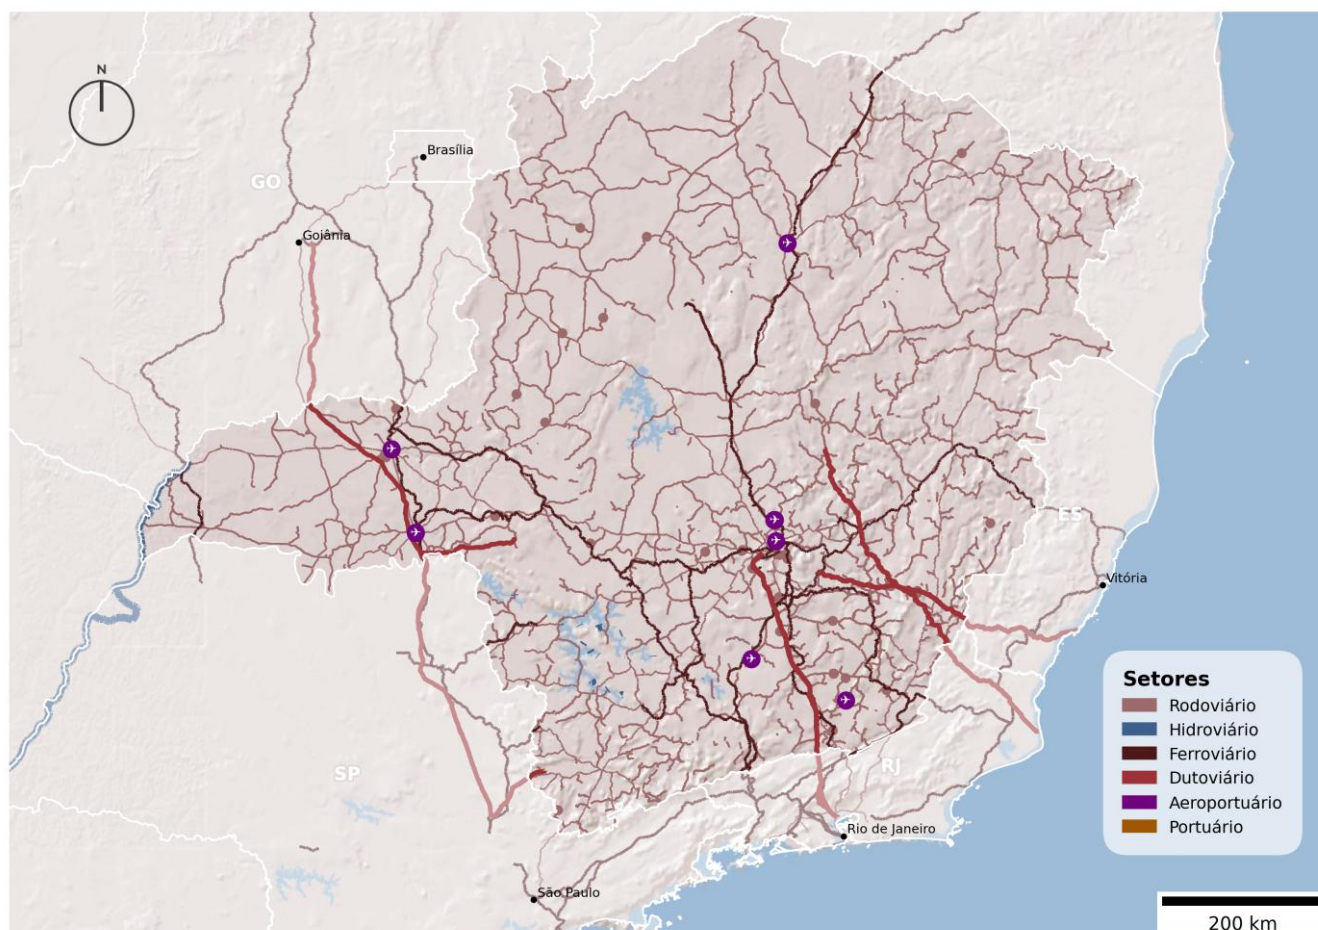 N
Brasília
GO
Goiânia
ES
Vitória
SP
RJ
Rio de Janeiro
São Paulo
Setores
Rodoviário
Hidroviário
Ferroviário
Dutoviário
Aeroportuário
Portuário
200 km